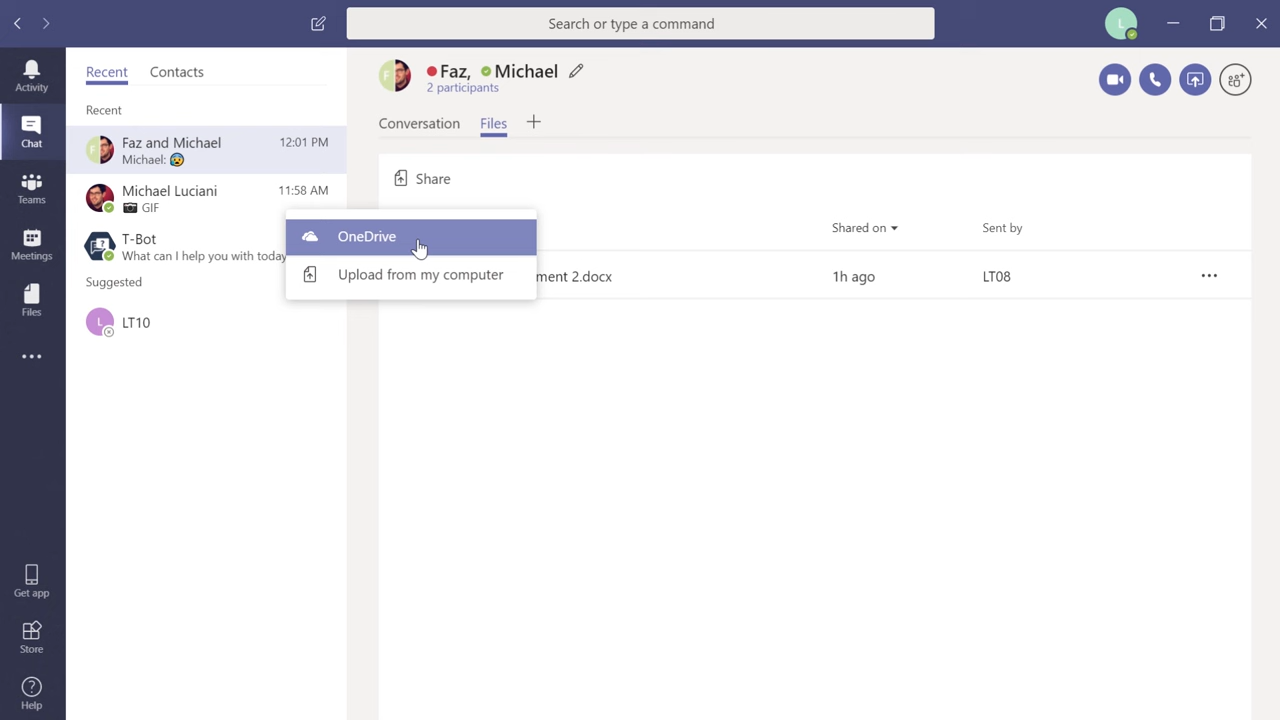 Search or type a command
L
Activity
Chat
Teams
Meetings
Files
Get app
Store
Help
Recent
Contacts
Recent
Faz and Michael
12:01 PM
Michael: 😰
Michael Luciani
11:58 AM
GIF
T-Bot
What can I help you with today
Suggested
L
LT10
F
Faz, Michael
2 participants
Conversation
Files
Share
OneDrive
Upload from my computer
Shared on
Sent by
ment 2.docx
1h ago
LT08